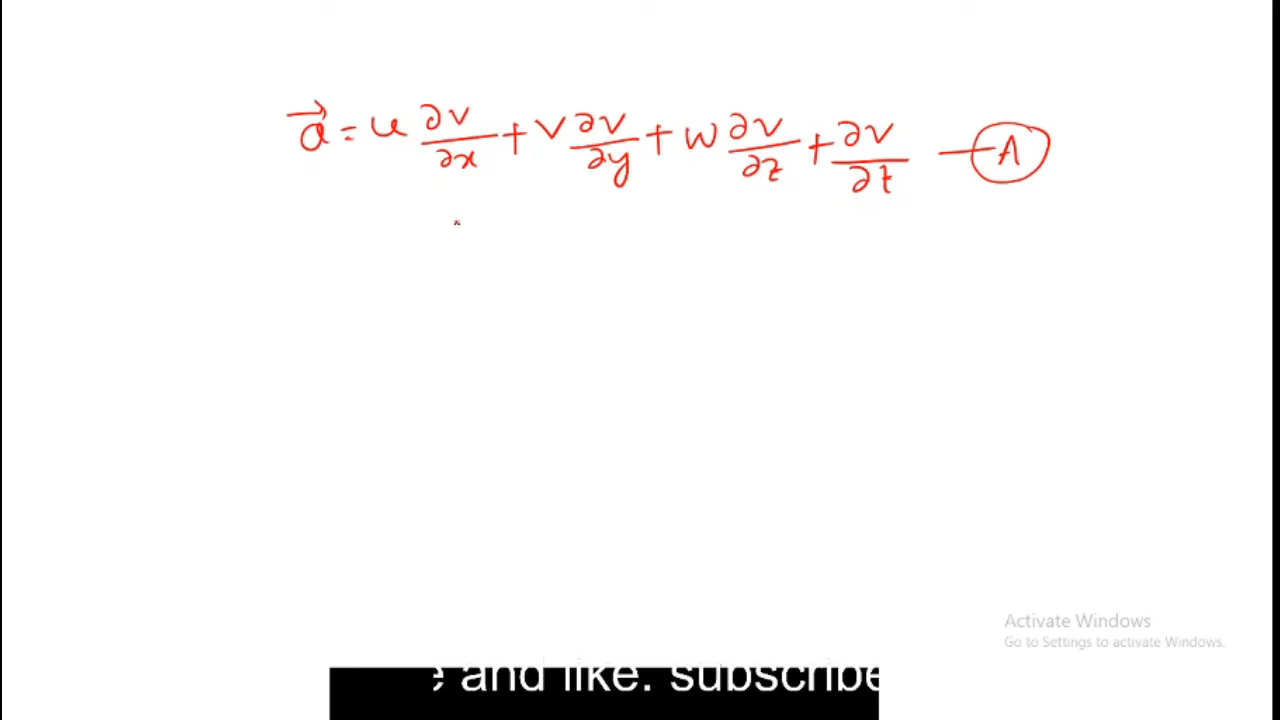 a⃗ = u ∂v/∂x + v ∂v/∂y + w ∂v/∂z + ∂v/∂t — A
Activate Windows
Go to Settings to activate Windows.
and like. subscribe